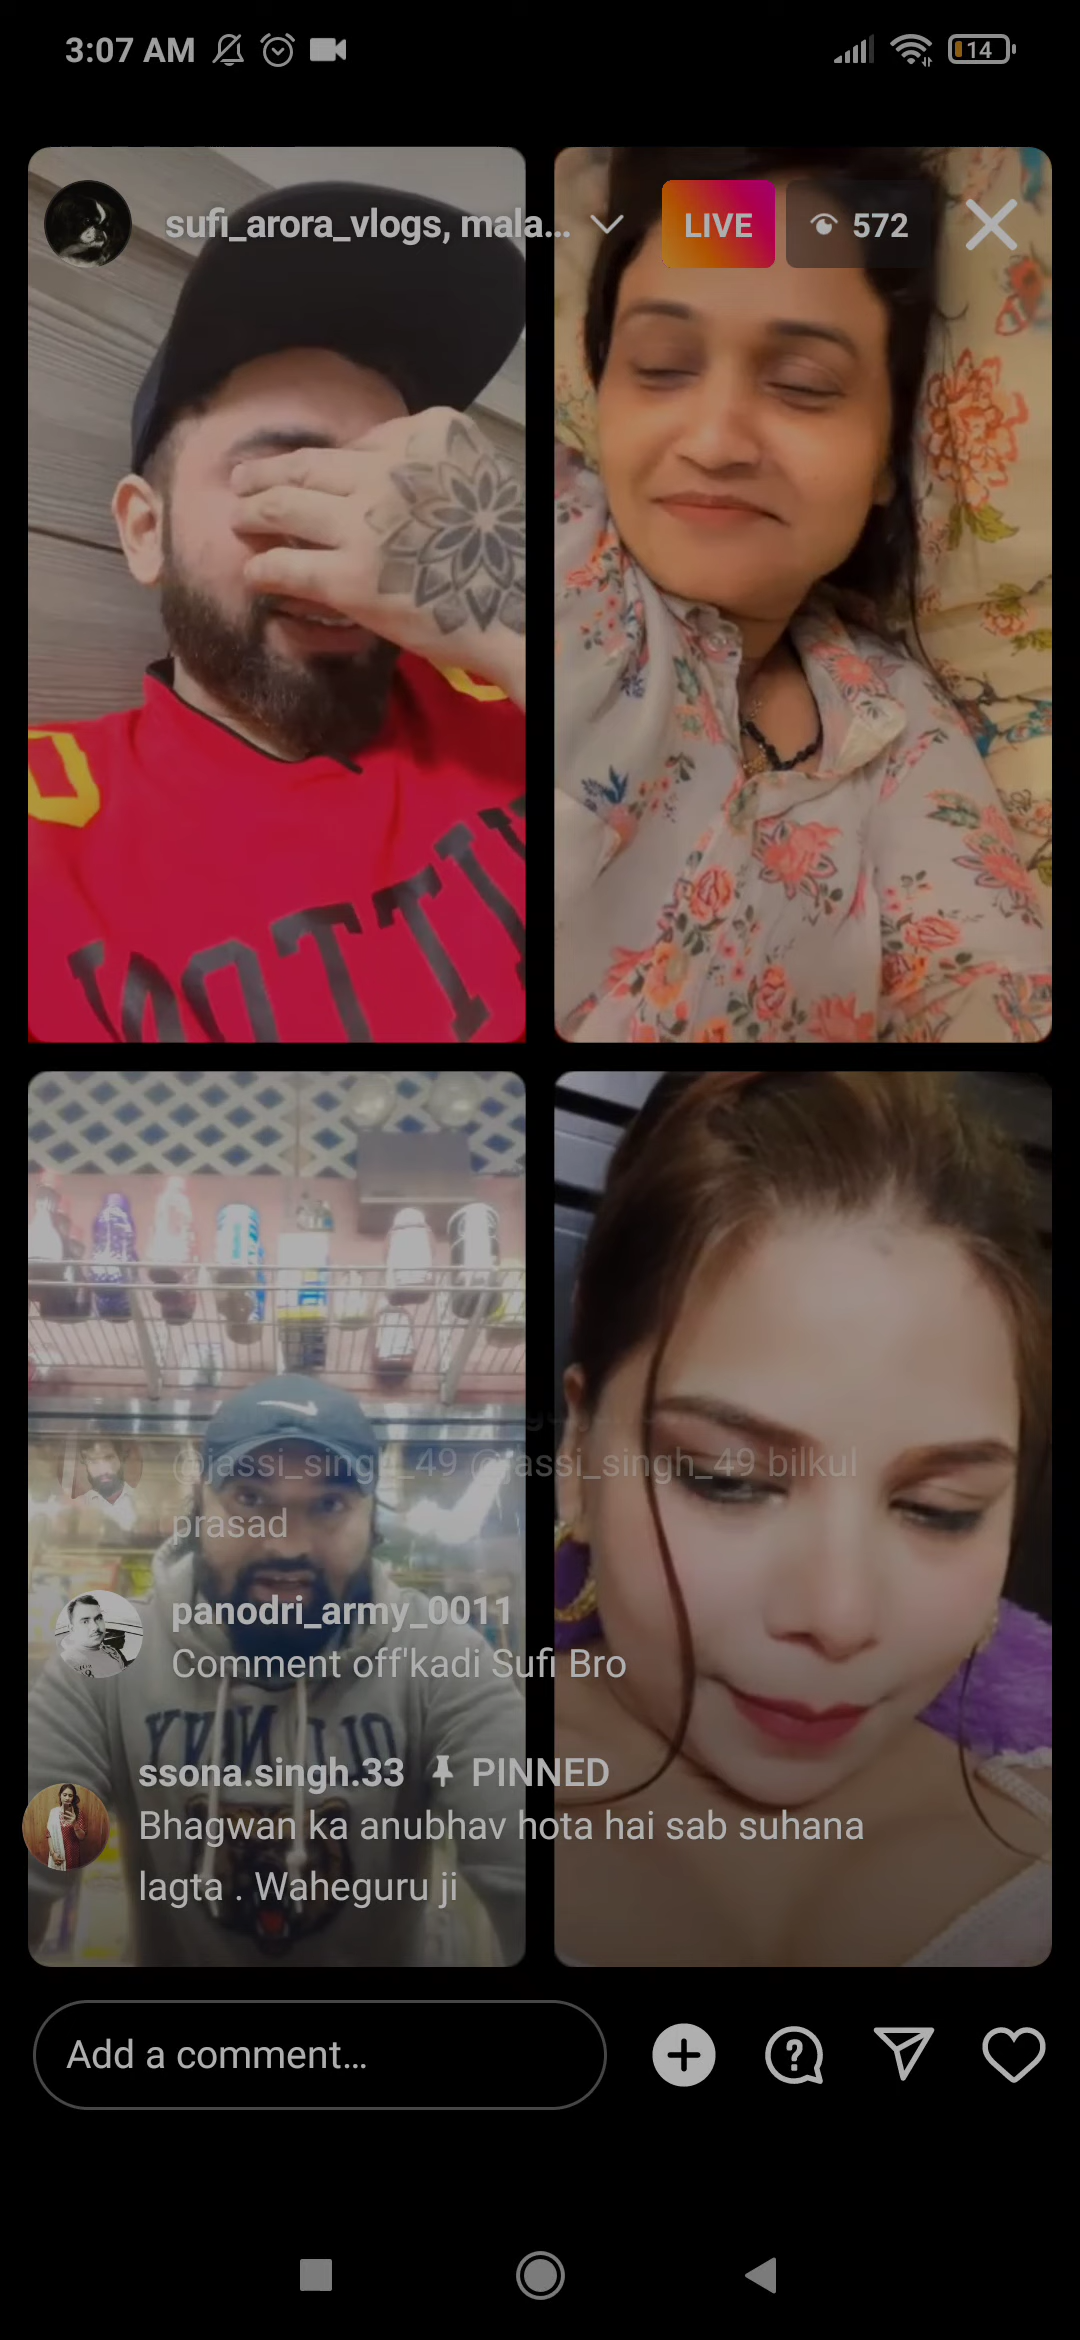 3:07 AM
14
sufi_arora_vlogs, mala...
LIVE
572
@jassi_singh_49 @jassi_singh_49 bilkul
prasad
panodri_army_0011
Comment off'kadi Sufi Bro
ssona.singh.33 PINNED
Bhagwan ka anubhav hota hai sab suhana
lagta . Waheguru ji
Add a comment...